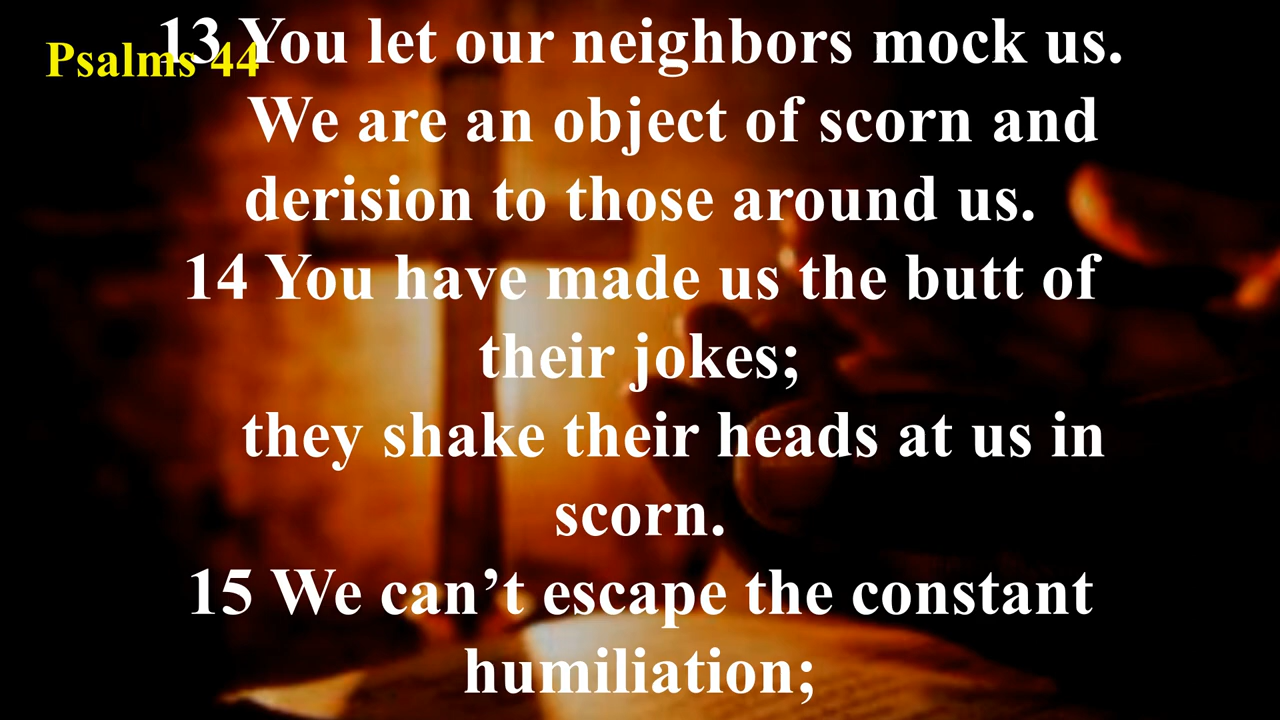 Psalms 44
13 You let our neighbors mock us.
We are an object of scorn and
derision to those around us.
14 You have made us the butt of
their jokes;
they shake their heads at us in
scorn.
15 We can’t escape the constant
humiliation;